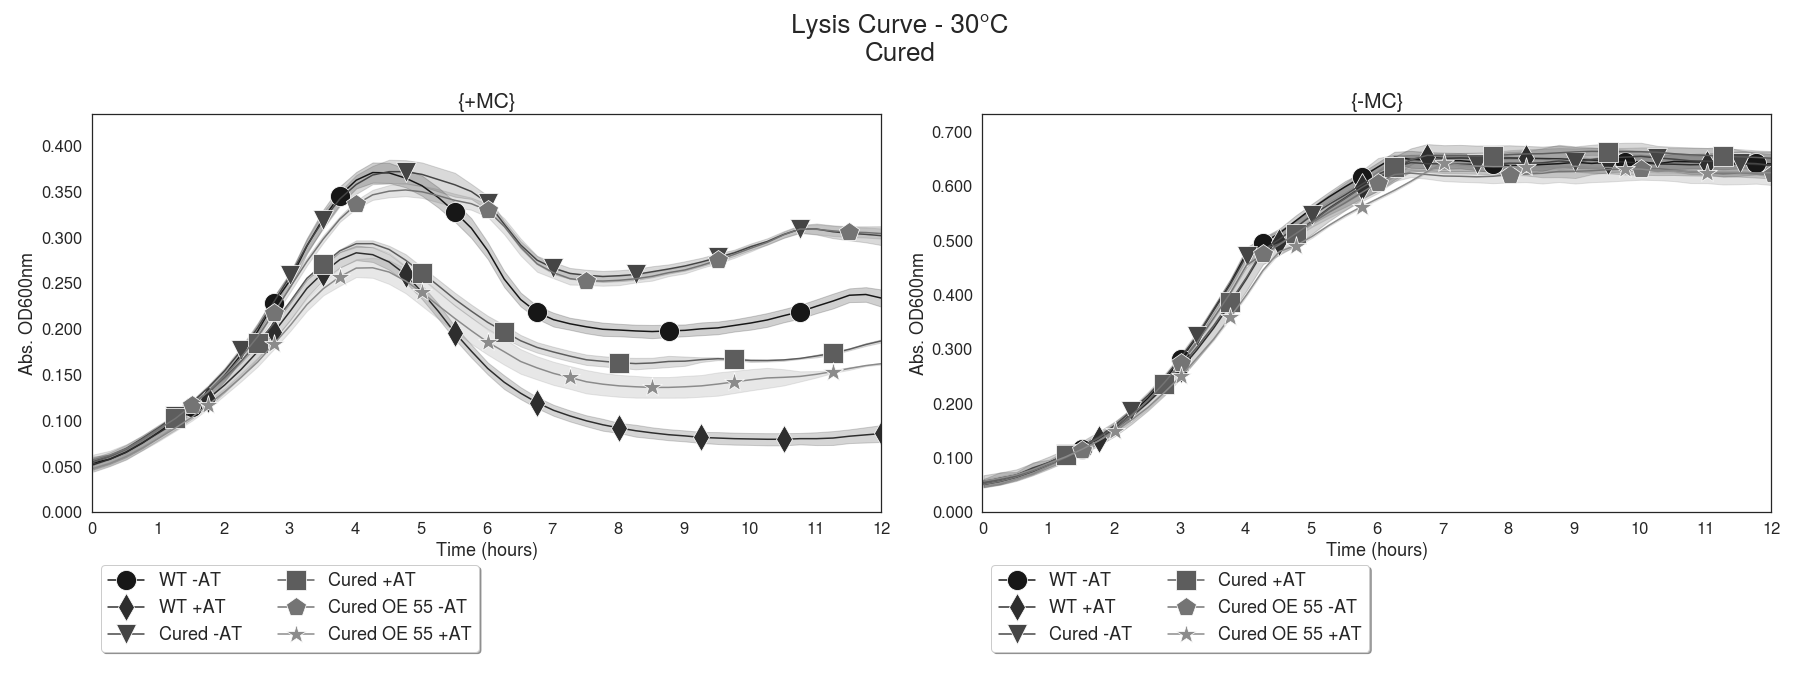 Lysis Curve - 30°C
Cured
{+MC}
0.400
0.350
0.300
0.250
0.200
0.150
0.100
0.050
0.000
Abs. OD600nm
0 1 2 3 4 5 6 7 8 9 10 11 12
Time (hours)
WT -AT
WT +AT
Cured -AT
Cured +AT
Cured OE 55 -AT
Cured OE 55 +AT
{-MC}
0.700
0.600
0.500
0.400
0.300
0.200
0.100
0.000
Abs. OD600nm
0 1 2 3 4 5 6 7 8 9 10 11 12
Time (hours)
WT -AT
WT +AT
Cured -AT
Cured +AT
Cured OE 55 -AT
Cured OE 55 +AT